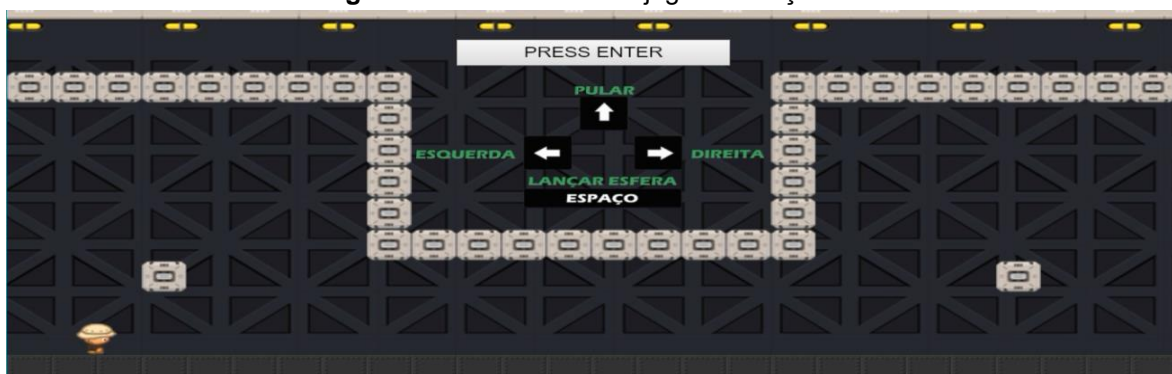 PRESS ENTER
PULAR
ESQUERDA
DIREITA
LANÇAR ESFERA
ESPAÇO